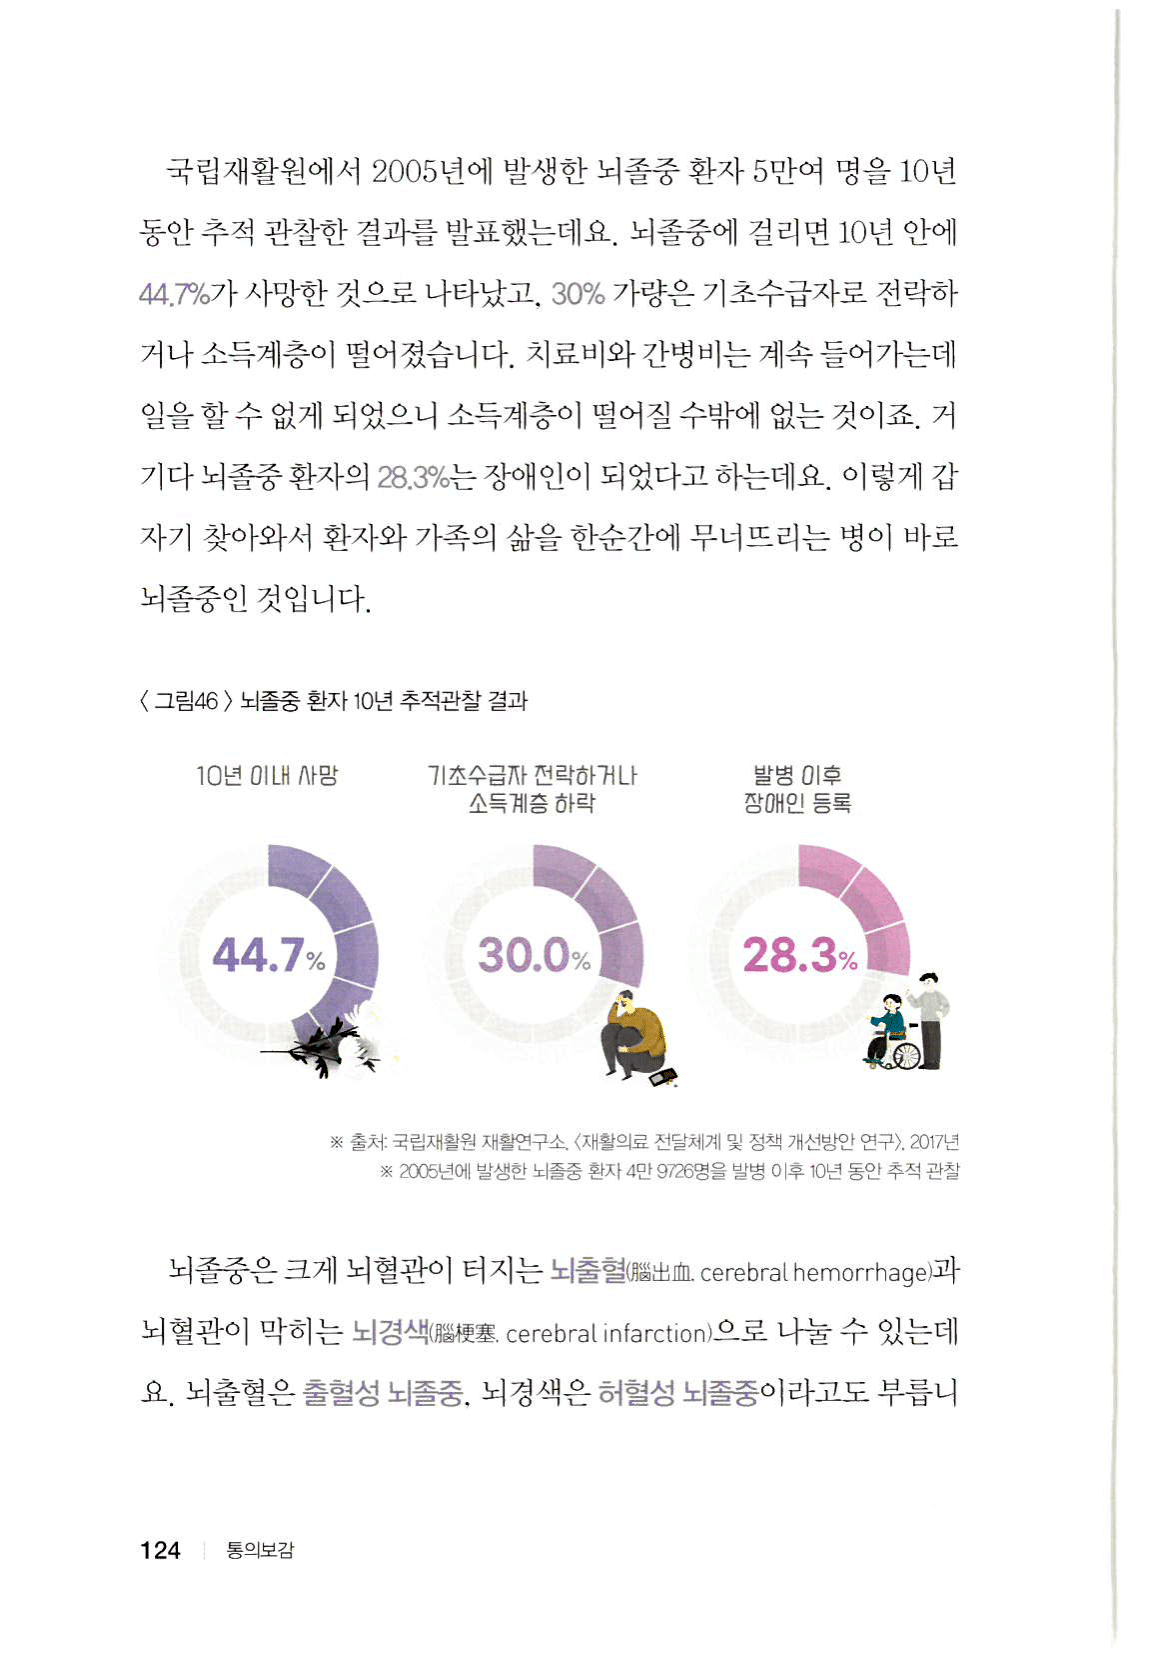 국립재활원에서 2005년에 발생한 뇌졸중 환자 5만여 명을 10년
동안 추적 관찰한 결과를 발표했는데요. 뇌졸중에 걸리면 10년 안에
44.7%가 사망한 것으로 나타났고, 30% 가량은 기초수급자로 전락하
거나 소득계층이 떨어졌습니다. 치료비와 간병비는 계속 들어가는데
일을 할 수 없게 되었으니 소득계층이 떨어질 수밖에 없는 것이죠. 거
기다 뇌졸중 환자의 28.3%는 장애인이 되었다고 하는데요. 이렇게 갑
자기 찾아와서 환자와 가족의 삶을 한순간에 무너뜨리는 병이 바로
뇌졸중인 것입니다.
〈 그림46 〉 뇌졸중 환자 10년 추적관찰 결과
10년 이내 사망
기초수급자 전락하거나
소득계층 하락
발병 이후
장애인 등록
44.7%
30.0%
28.3%
※ 출처: 국립재활원 재활연구소, 〈재활의료 전달체계 및 정책 개선방안 연구〉, 2017년
※ 2005년에 발생한 뇌졸중 환자 4만 9726명을 발병 이후 10년 동안 추적 관찰
뇌졸중은 크게 뇌혈관이 터지는 뇌출혈(腦出血, cerebral hemorrhage)과
뇌혈관이 막히는 뇌경색(腦梗塞, cerebral infarction)으로 나눌 수 있는데
요. 뇌출혈은 출혈성 뇌졸중, 뇌경색은 허혈성 뇌졸중이라고도 부릅니
124 통의보감